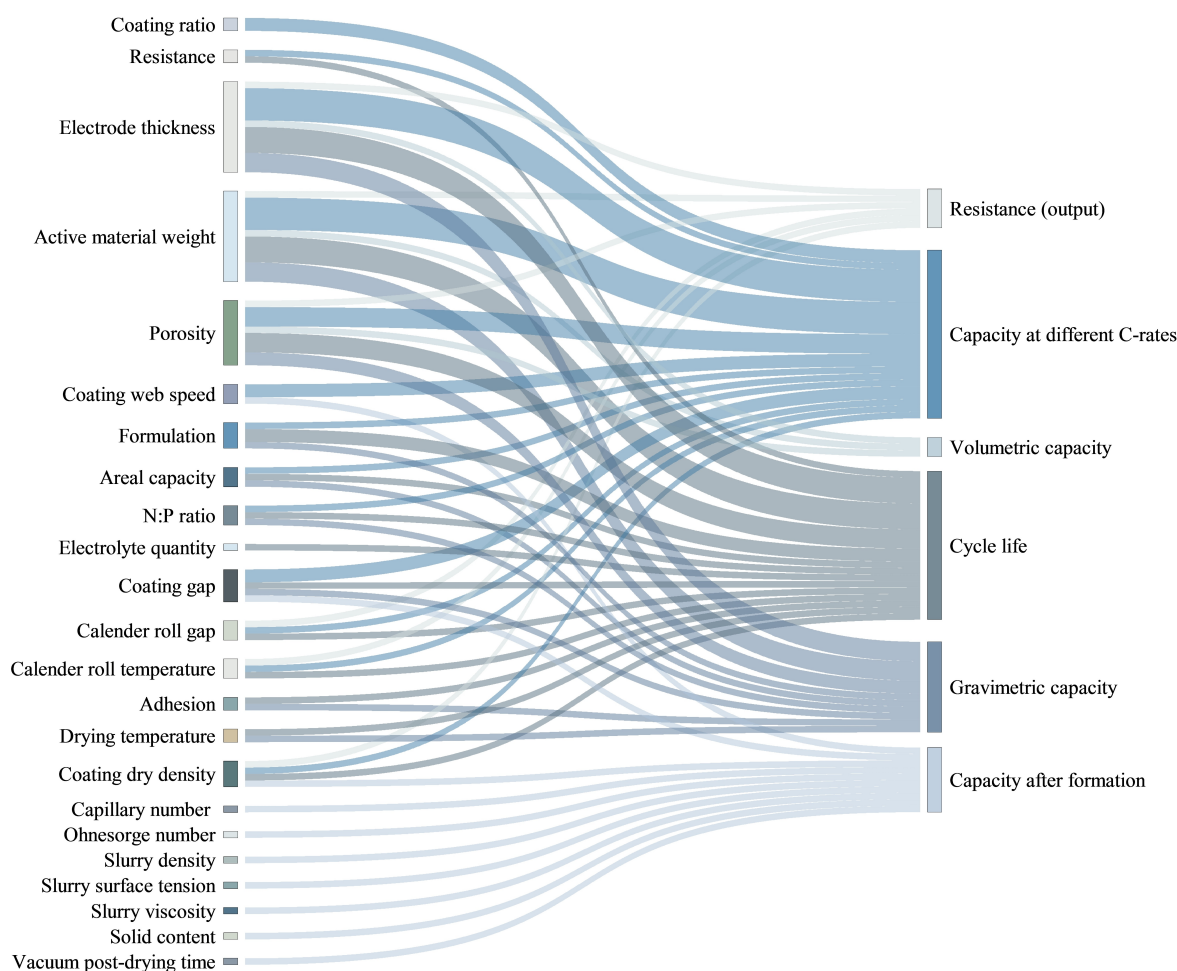 Coating ratio
Resistance
Electrode thickness
Active material weight
Porosity
Coating web speed
Formulation
Areal capacity
N:P ratio
Electrolyte quantity
Coating gap
Calender roll gap
Calender roll temperature
Adhesion
Drying temperature
Coating dry density
Capillary number
Ohnesorge number
Slurry density
Slurry surface tension
Slurry viscosity
Solid content
Vacuum post-drying time
Resistance (output)
Capacity at different C-rates
Volumetric capacity
Cycle life
Gravimetric capacity
Capacity after formation